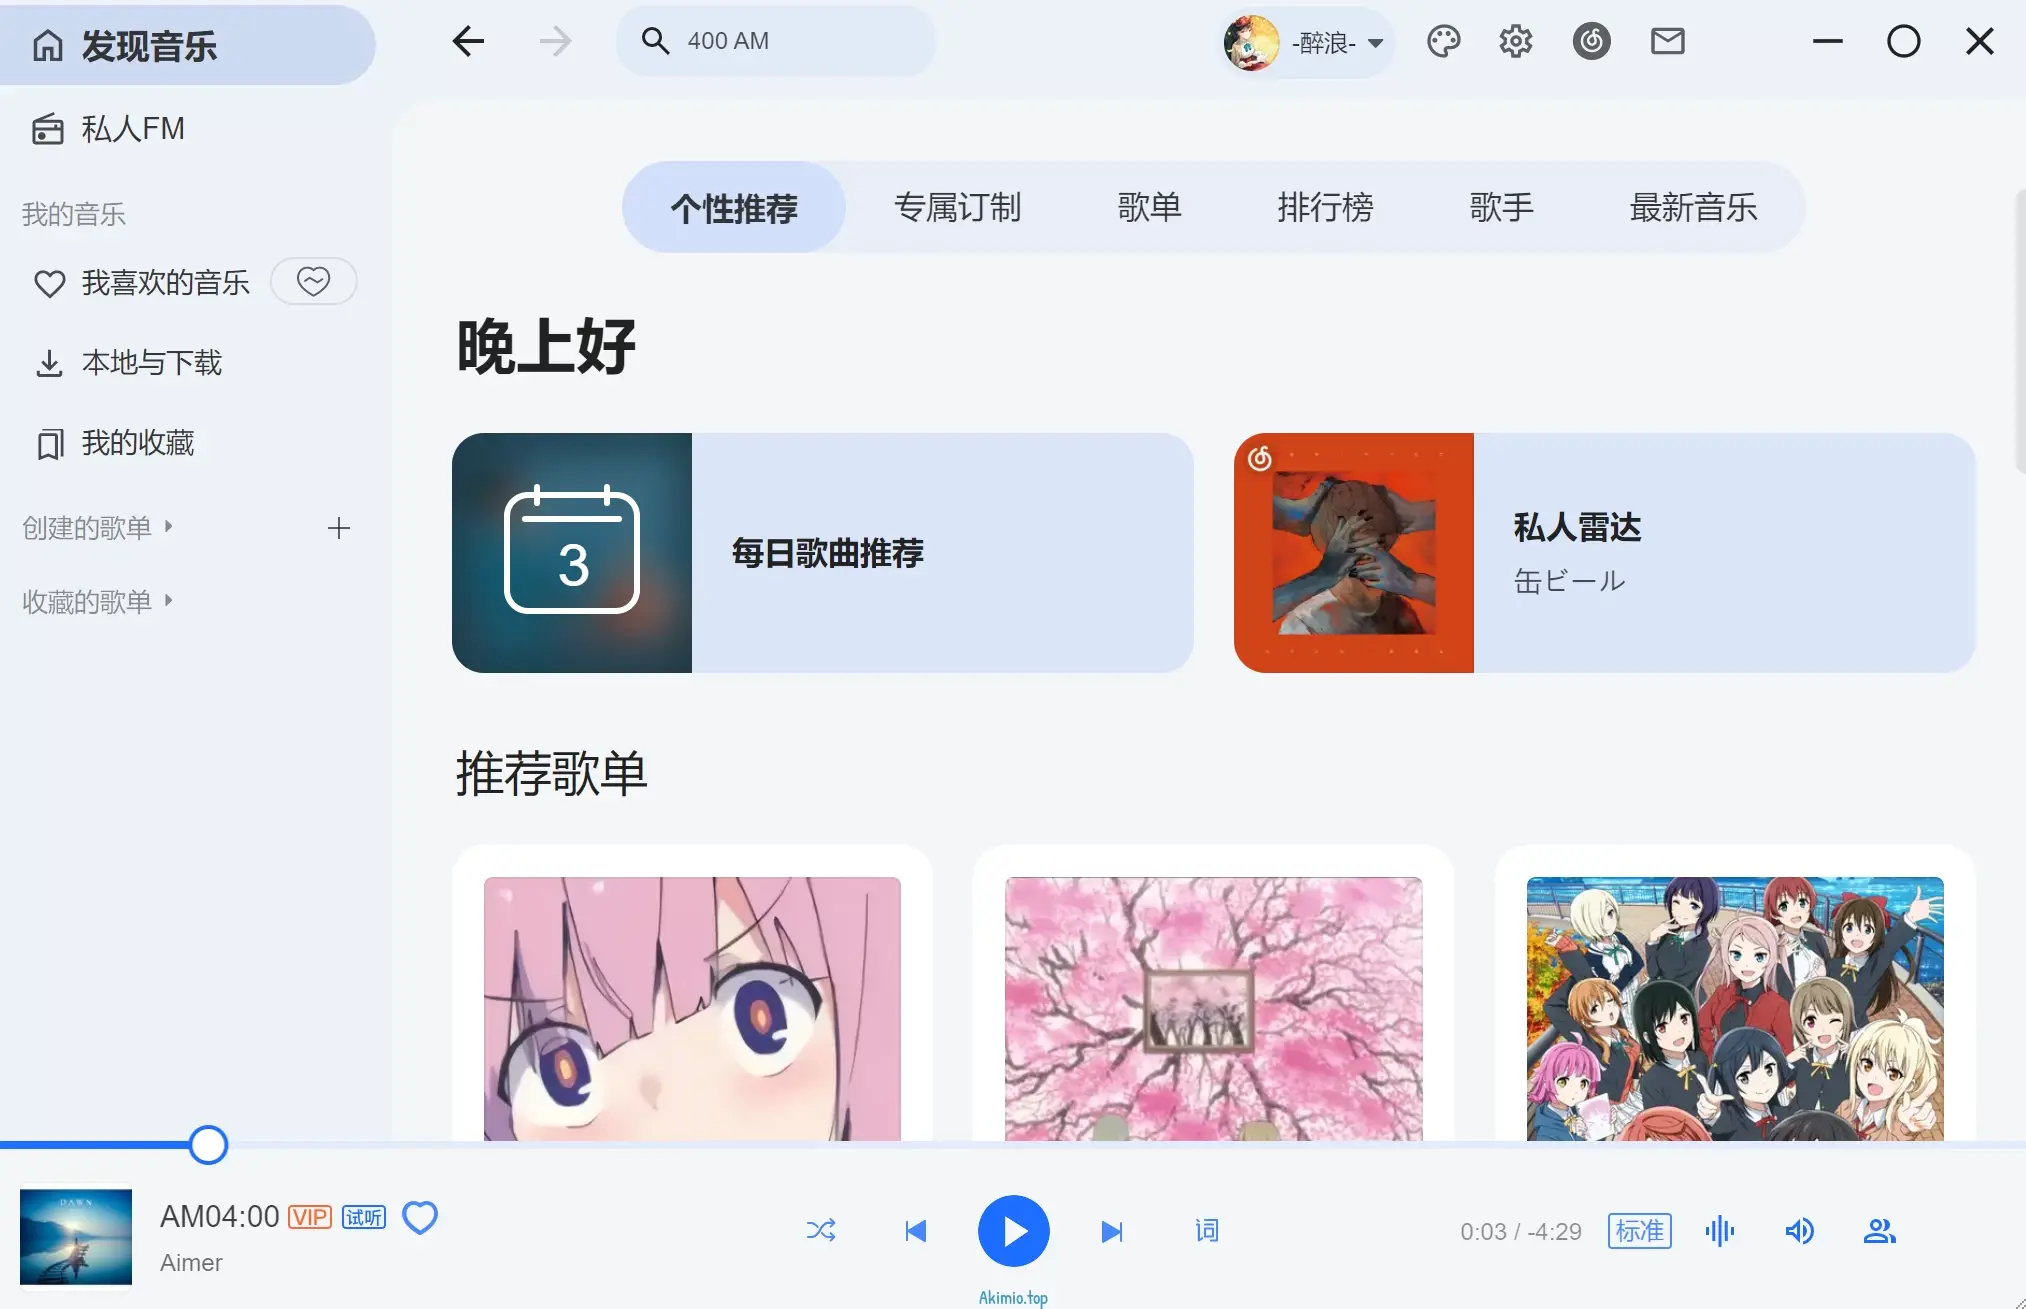 发现音乐
400 AM
-醉浪-
私人FM
我的音乐
我喜欢的音乐
本地与下载
我的收藏
创建的歌单
收藏的歌单
个性推荐
专属订制
歌单
排行榜
歌手
最新音乐
晚上好
3
每日歌曲推荐
私人雷达
缶ビール
推荐歌单
DAWN
AM04:00 VIP 试听
Aimer
词
0:03 / -4:29
标准
Akimio.top